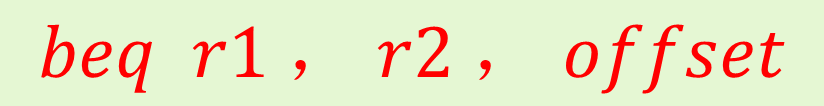 beq r1 , r2 , offset